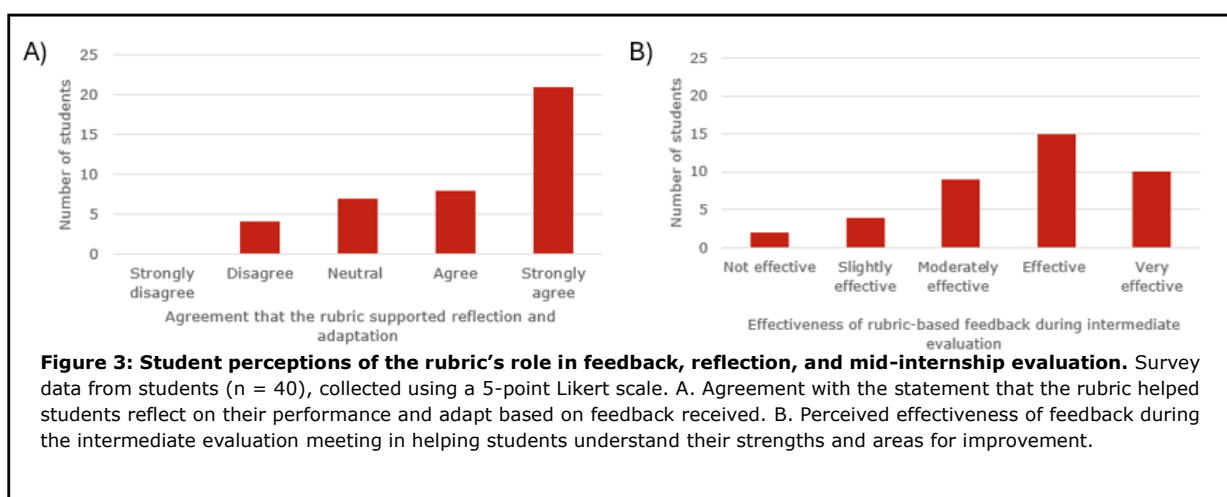 A)
25
20
15
10
5
0
Number of students
Strongly
disagree
Disagree
Neutral
Agree
Strongly
agree
Agreement that the rubric supported reflection and
adaptation
B)
25
20
15
10
5
0
Number of students
Not effective
Slightly
effective
Moderately
effective
Effective
Very
effective
Effectiveness of rubric-based feedback during intermediate
evaluation
Figure 3: Student perceptions of the rubric’s role in feedback, reflection, and mid-internship evaluation. Survey
data from students (n = 40), collected using a 5-point Likert scale. A. Agreement with the statement that the rubric helped
students reflect on their performance and adapt based on feedback received. B. Perceived effectiveness of feedback during
the intermediate evaluation meeting in helping students understand their strengths and areas for improvement.